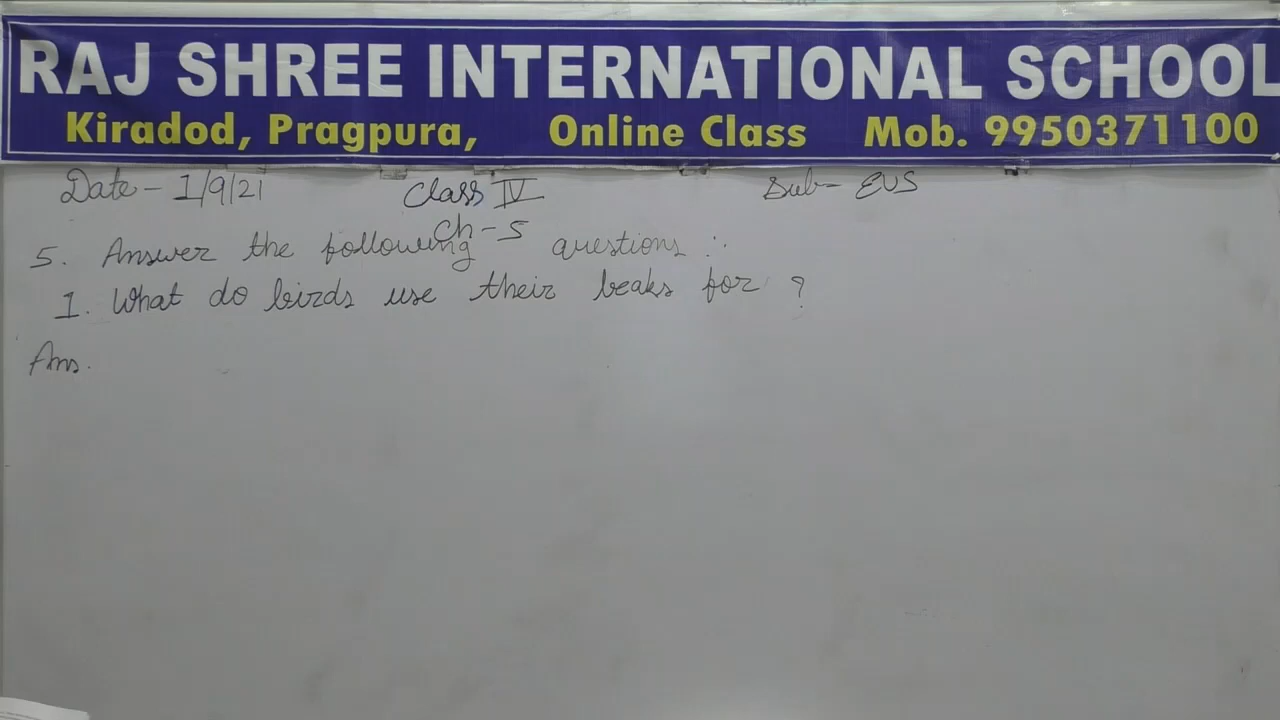 RAJ SHREE INTERNATIONAL SCHOOL
Kiradod, Pragpura, Online Class Mob. 9950371100
Date - 1/9/21 Class IV Sub- EVS
Ch - 5
5. Answer the following questions :.
1. What do birds use their beaks for ?
Ans.